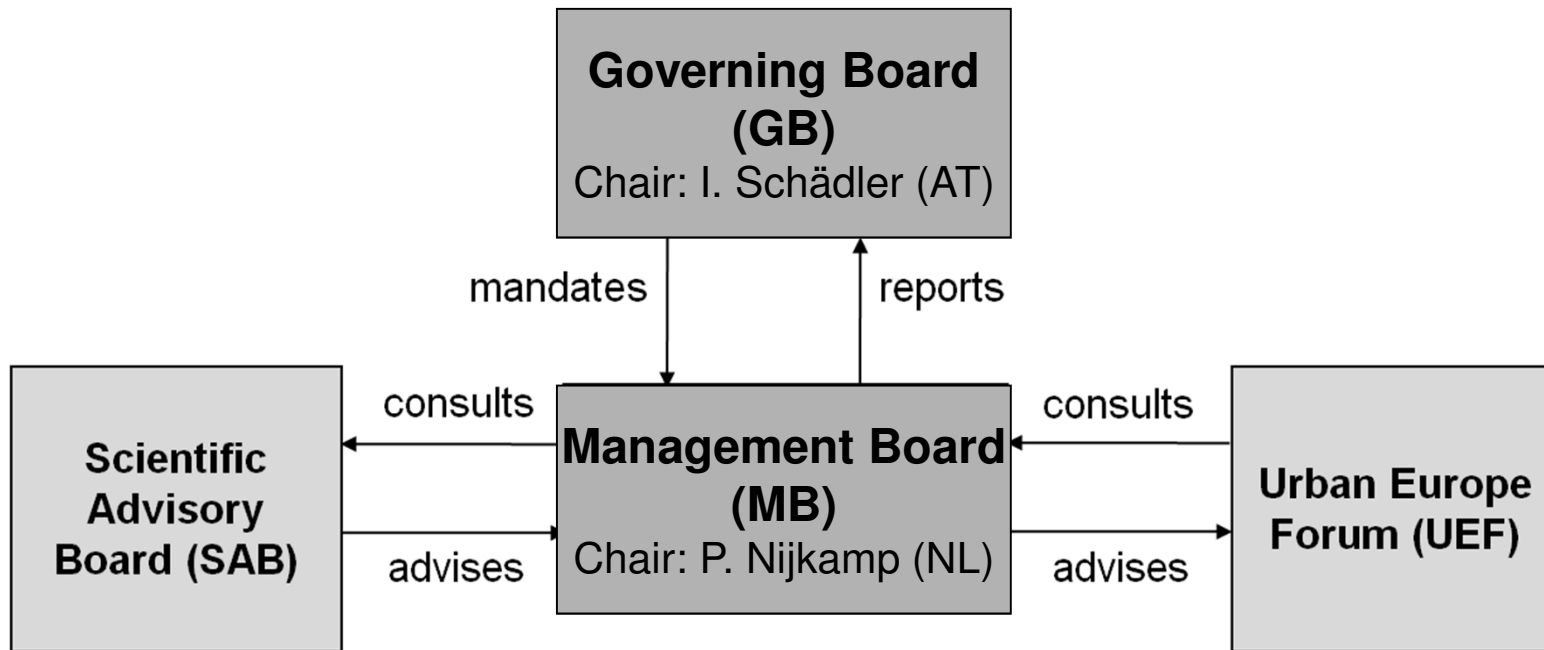 Governing Board
(GB)
Chair: I. Schädler (AT)
mandates
reports
consults
consults
Scientific
Advisory
Board (SAB)
Management Board
(MB)
Chair: P. Nijkamp (NL)
Urban Europe
Forum (UEF)
advises
advises